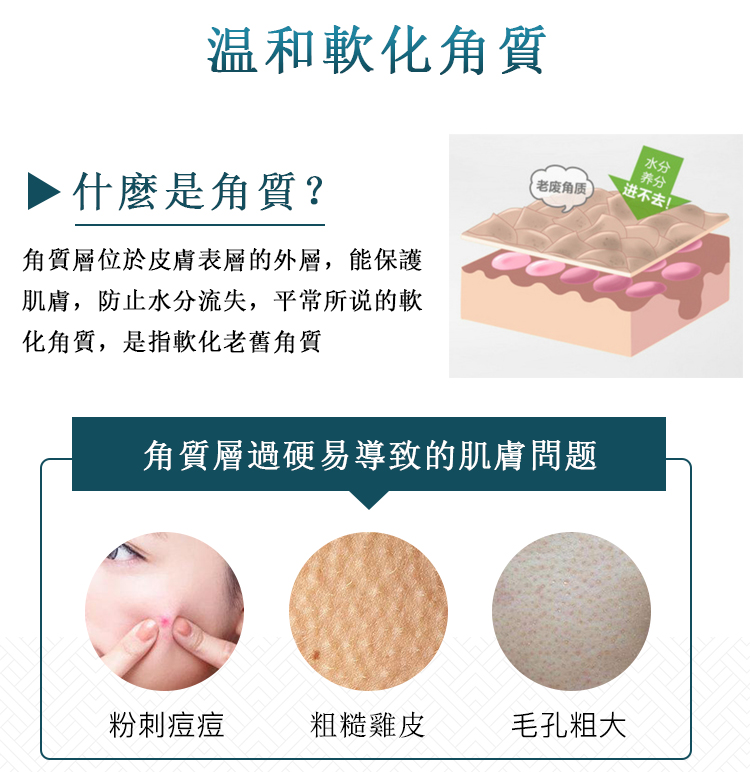 温和軟化角質
什麼是角質？
角質層位於皮膚表層的外層，能保護
肌膚，防止水分流失，平常所说的軟
化角質，是指軟化老舊角質
老废角质
水分
养分
进不去!
角質層過硬易導致的肌膚問题
粉刺痘痘
粗糙雞皮
毛孔粗大